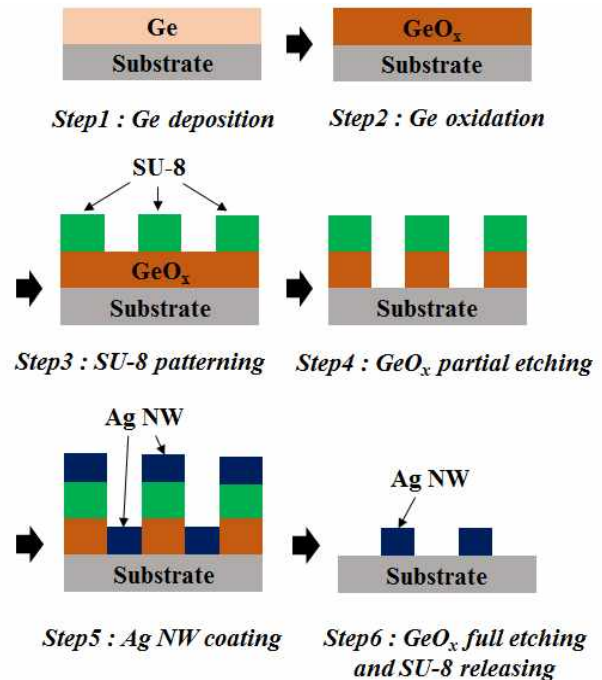 Ge
Substrate
Step1 : Ge deposition
GeOx
Substrate
Step2 : Ge oxidation
SU-8
GeOx
Substrate
Step3 : SU-8 patterning
Substrate
Step4 : GeOx partial etching
Ag NW
Substrate
Step5 : Ag NW coating
Ag NW
Substrate
Step6 : GeOx full etching
and SU-8 releasing